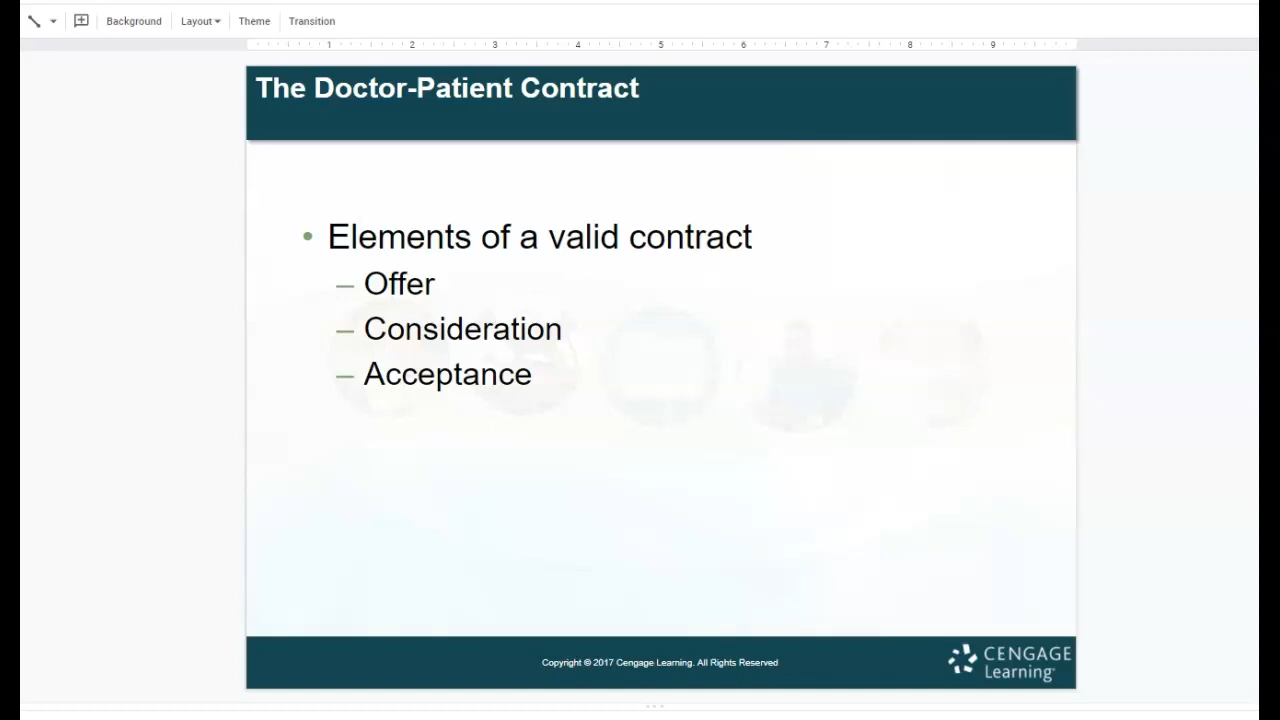 Background Layout Theme Transition
1 2 3 4 5 6 7 8 9
The Doctor-Patient Contract
• Elements of a valid contract
– Offer
– Consideration
– Acceptance
Copyright © 2017 Cengage Learning. All Rights Reserved
CENGAGE
Learning™